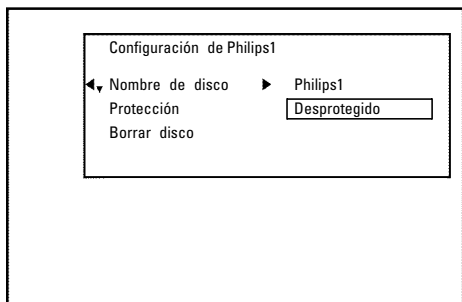 Configuración de Philips1
Nombre de disco Philips1
Protección Desprotegido
Borrar disco